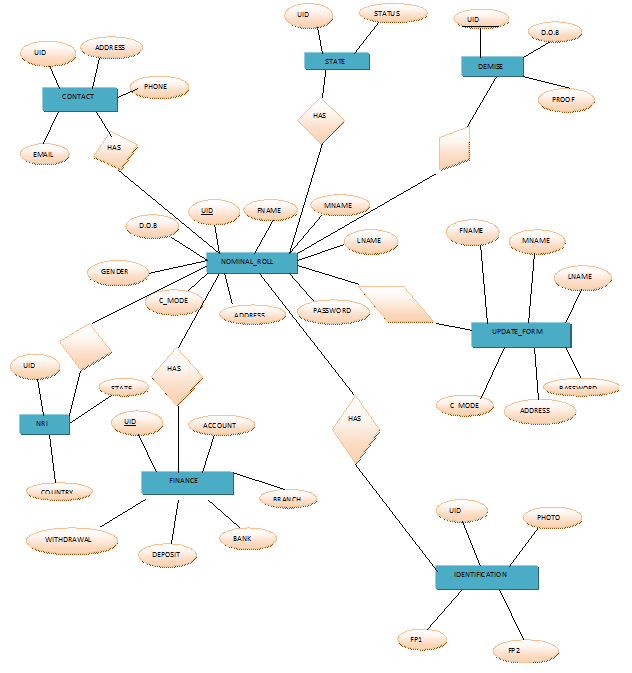 UID
STATUS
UID
D.O.B
STATE
DEMISE
PROOF
UID
ADDRESS
PHONE
CONTACT
EMAIL
HAS
HAS
D.O.B
UID
FNAME
MNAME
LNAME
GENDER
NOMINAL_ROLL
C_MODE
ADDRESS
PASSWORD
FNAME
MNAME
LNAME
UPDATE_FORM
C_MODE
ADDRESS
PASSWORD
UID
STATE
NRI
COUNTRY
HAS
UID
ACCOUNT
FINANCE
BRANCH
WITHDRAWAL
DEPOSIT
BANK
HAS
UID
PHOTO
IDENTIFICATION
FP1
FP2